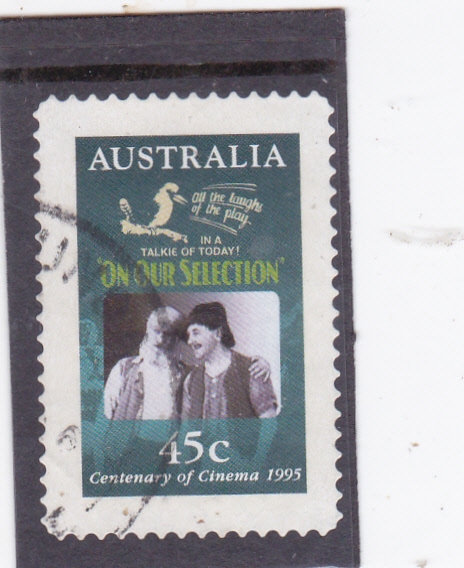 AUSTRALIA
All the laughs
of the play
IN A
TALKIE OF TODAY!
"ON OUR SELECTION"
45c
Centenary of Cinema 1995